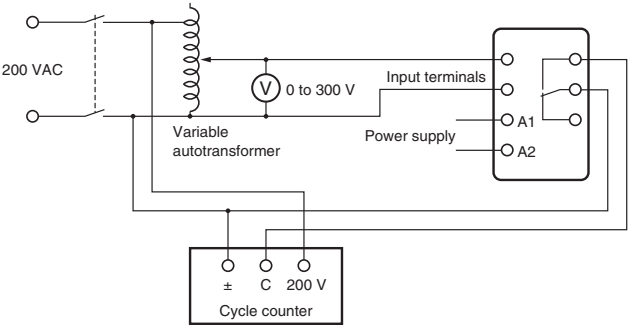 200 VAC
V
0 to 300 V
Input terminals
Variable
autotransformer
Power supply
A1
A2
±
C
200 V
Cycle counter